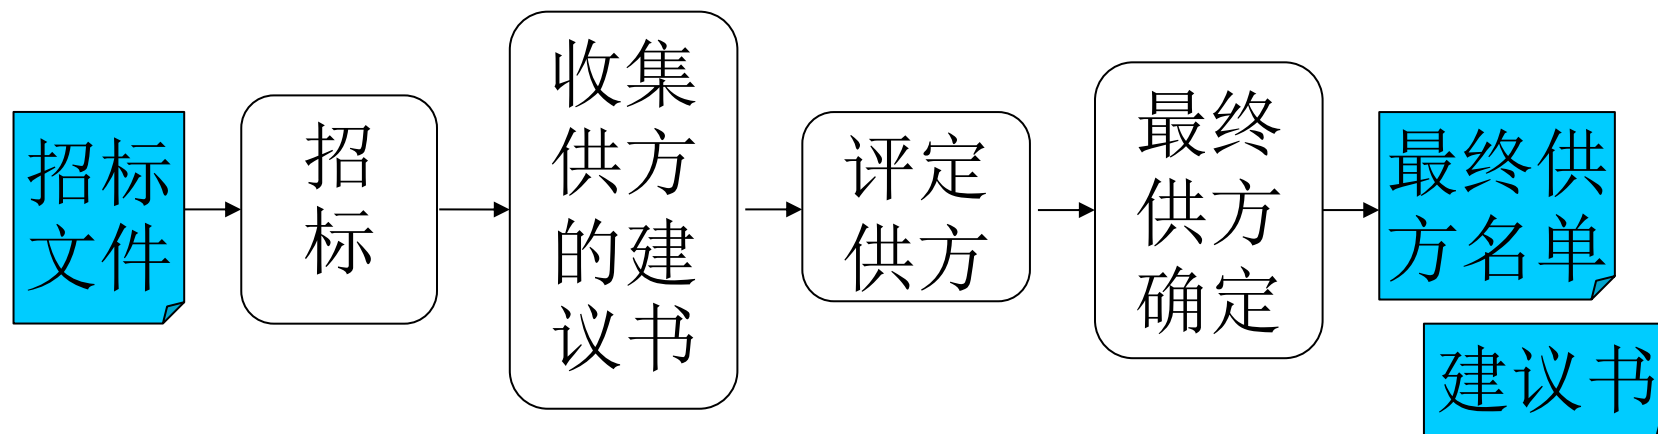 招标
文件
招
标
收集
供方
的建
议书
评定
供方
最终
供方
确定
最终供
方名单
建议书